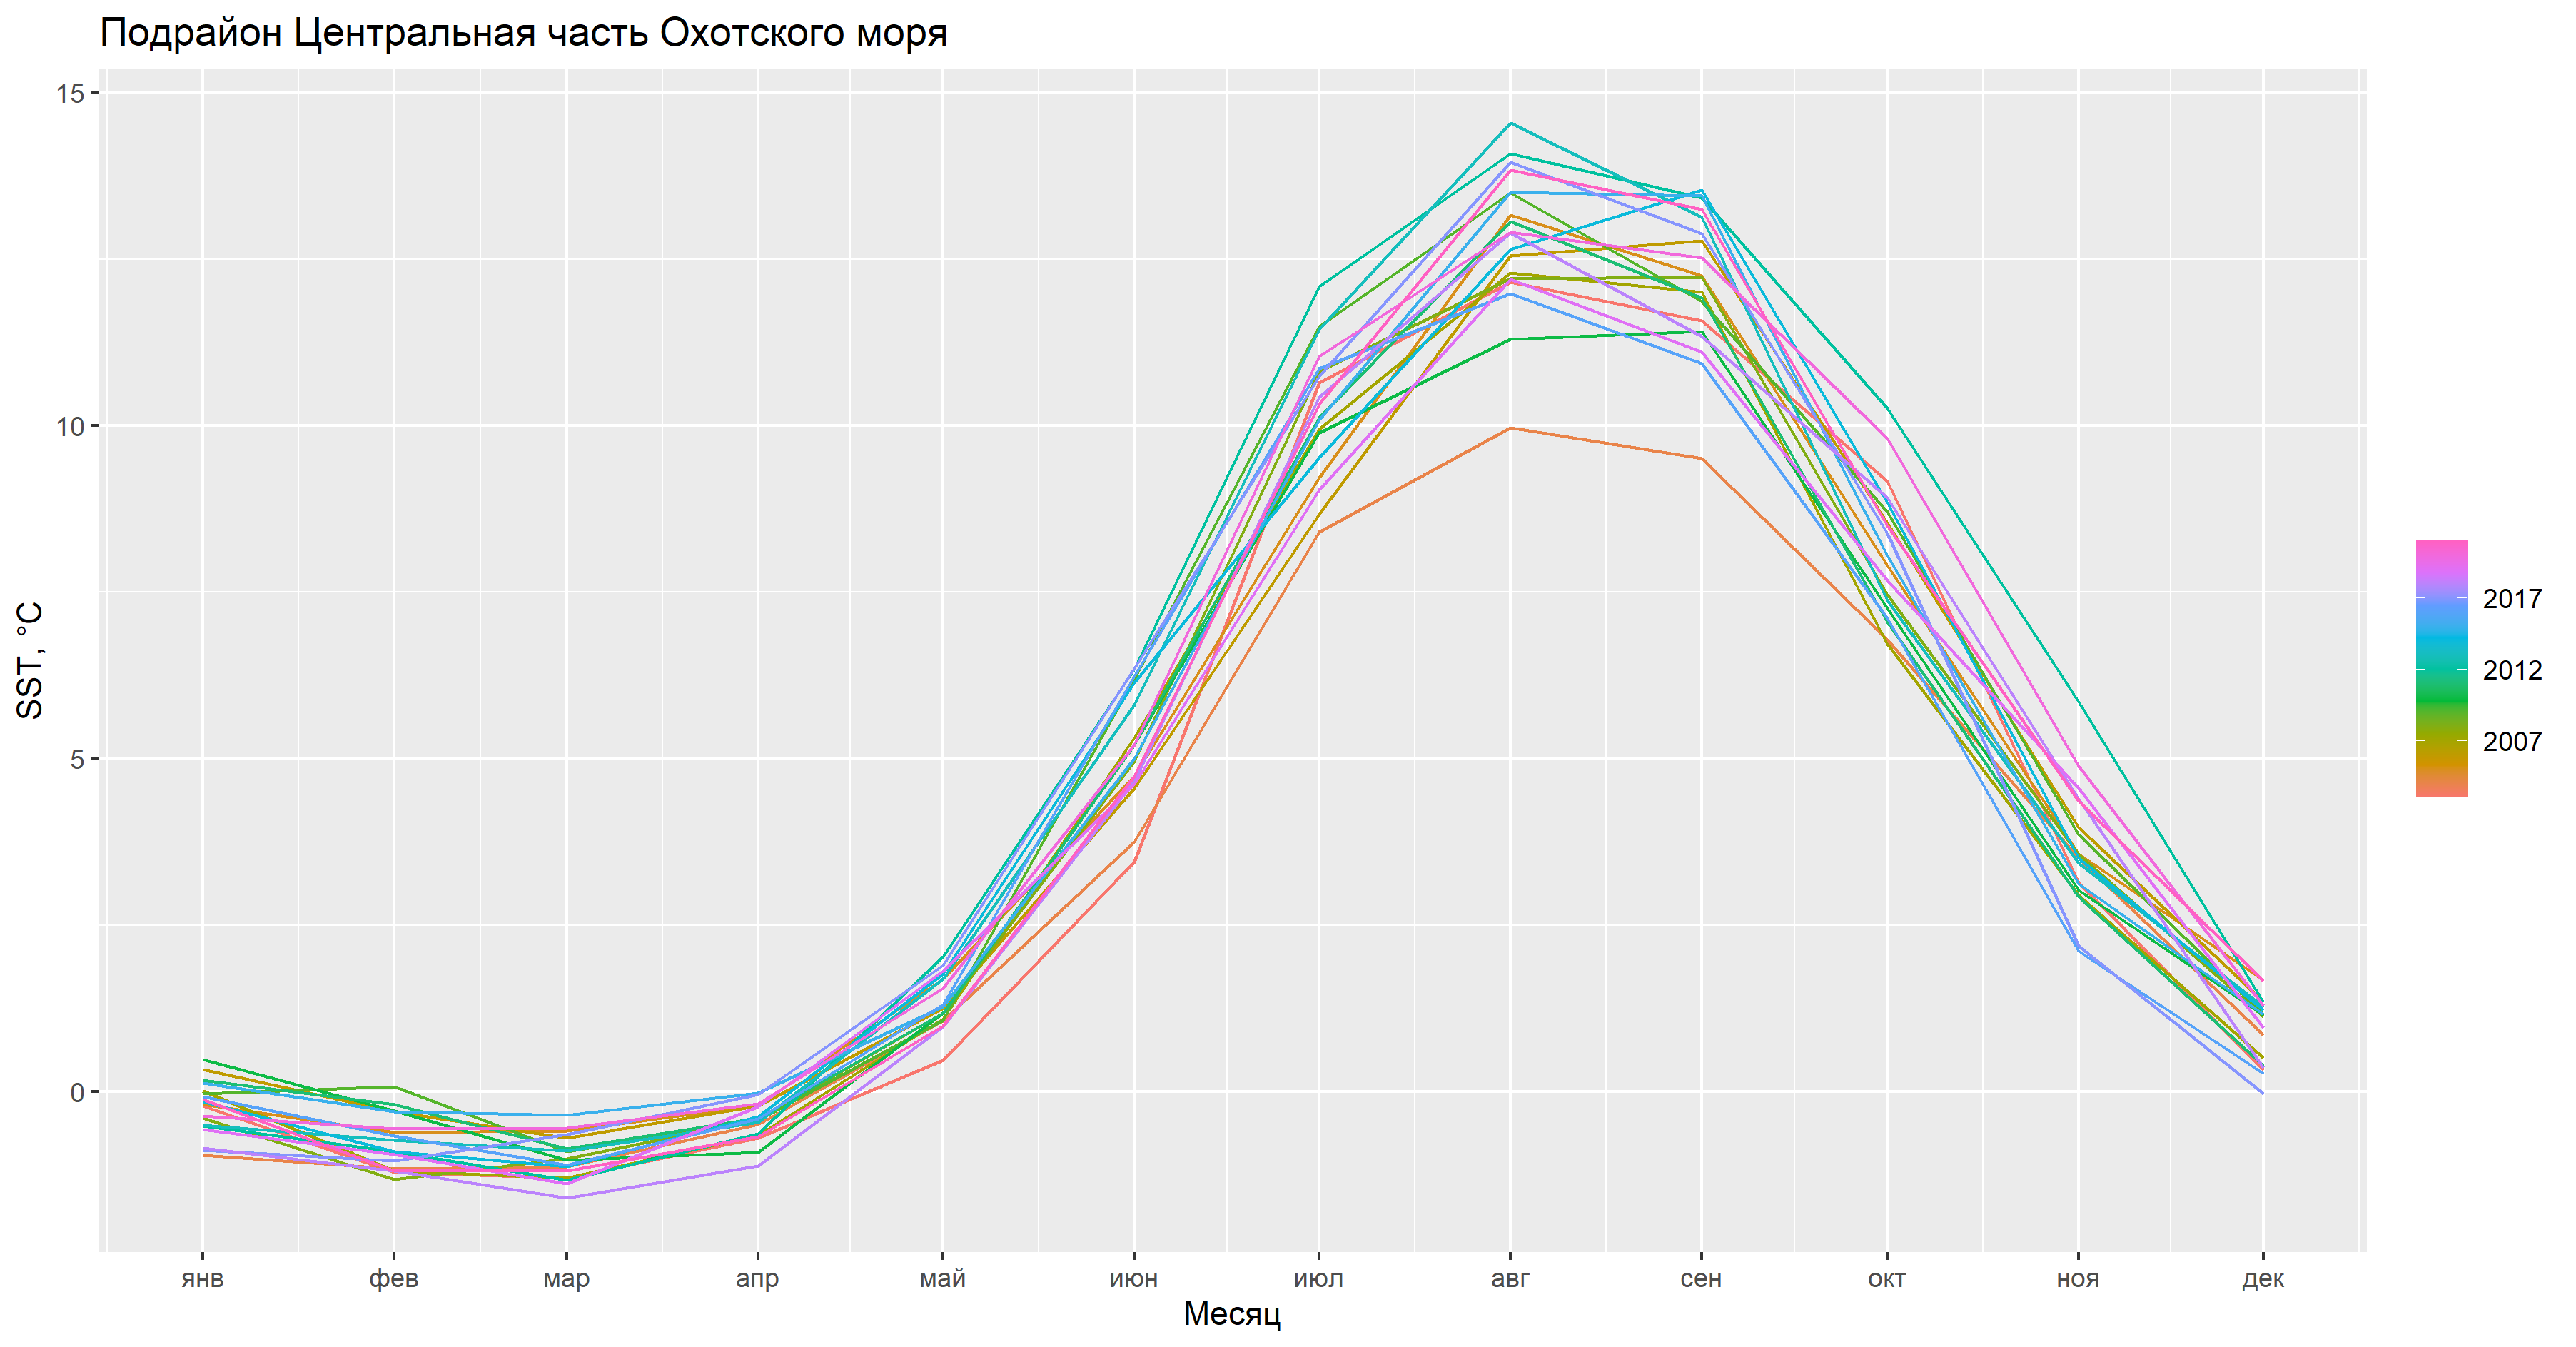 Подрайон Центральная часть Охотского моря
15
10
5
0
SST, °C
янв фев мар апр май июн июл авг сен окт ноя дек
Месяц
2017
2012
2007